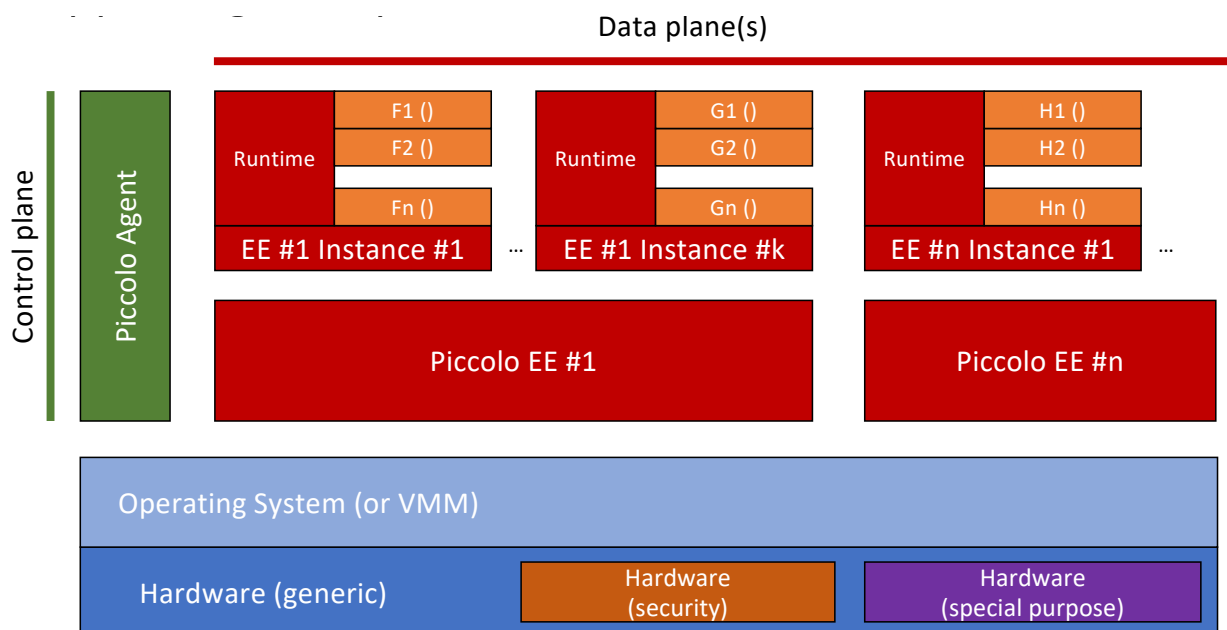 Data plane(s)
Control plane
Piccolo Agent
Runtime
F1 ()
F2 ()
Fn ()
EE #1 Instance #1
...
Runtime
G1 ()
G2 ()
Gn ()
EE #1 Instance #k
Runtime
H1 ()
H2 ()
Hn ()
EE #n Instance #1
...
Piccolo EE #1
Piccolo EE #n
Operating System (or VMM)
Hardware (generic)
Hardware
(security)
Hardware
(special purpose)